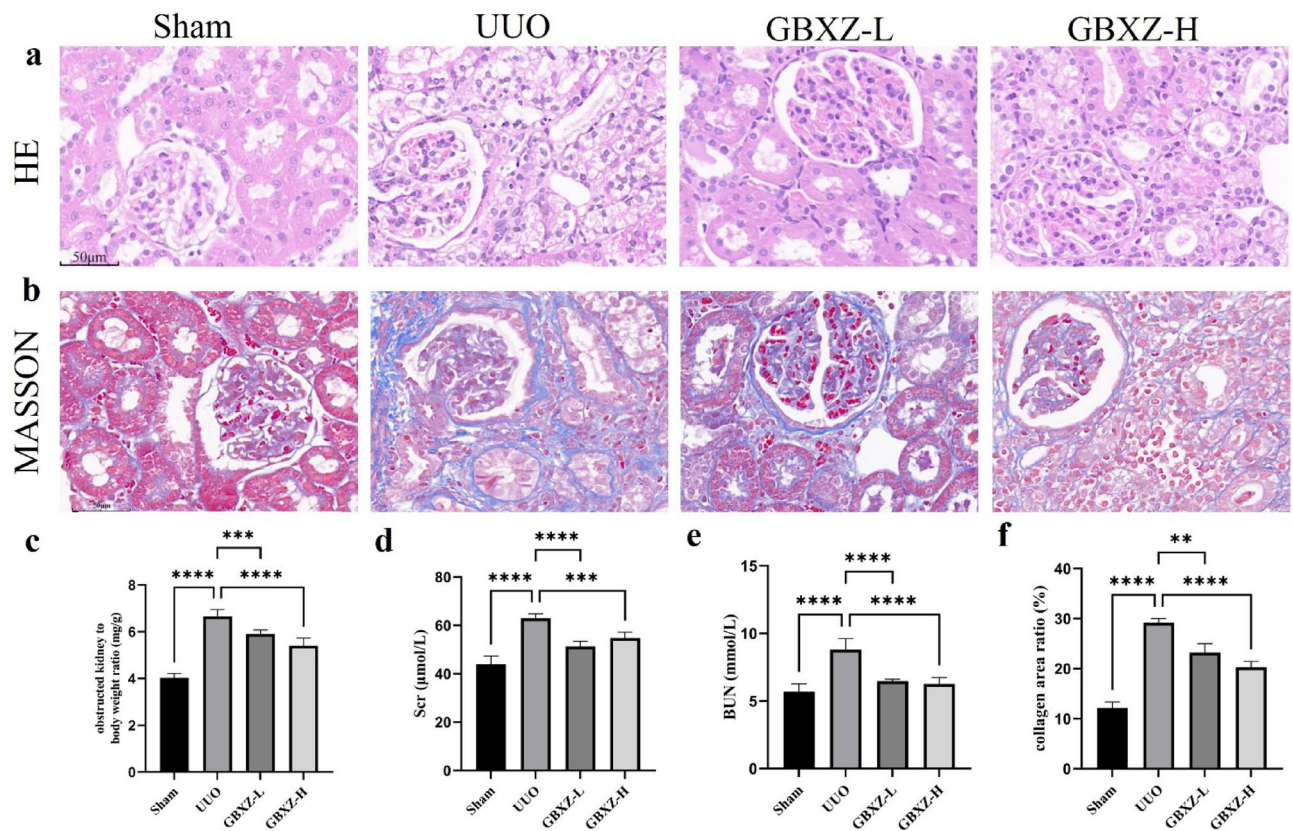 Sham UUO GBXZ-L GBXZ-H
a
HE
50μm
b
MASSON
50μm
c
obstructed kidney to
body weight ratio (mg/g)
8
6
4
2
0
*** 
**** ****
Sham UUO GBXZ-L GBXZ-H
d
Scr (μmol/L)
80
60
40
20
0
****
**** ***
Sham UUO GBXZ-L GBXZ-H
e
BUN (mmol/L)
15
10
5
0
****
**** ****
Sham UUO GBXZ-L GBXZ-H
f
collagen area ratio (%)
40
30
20
10
0
**
**** ****
Sham UUO GBXZ-L GBXZ-H